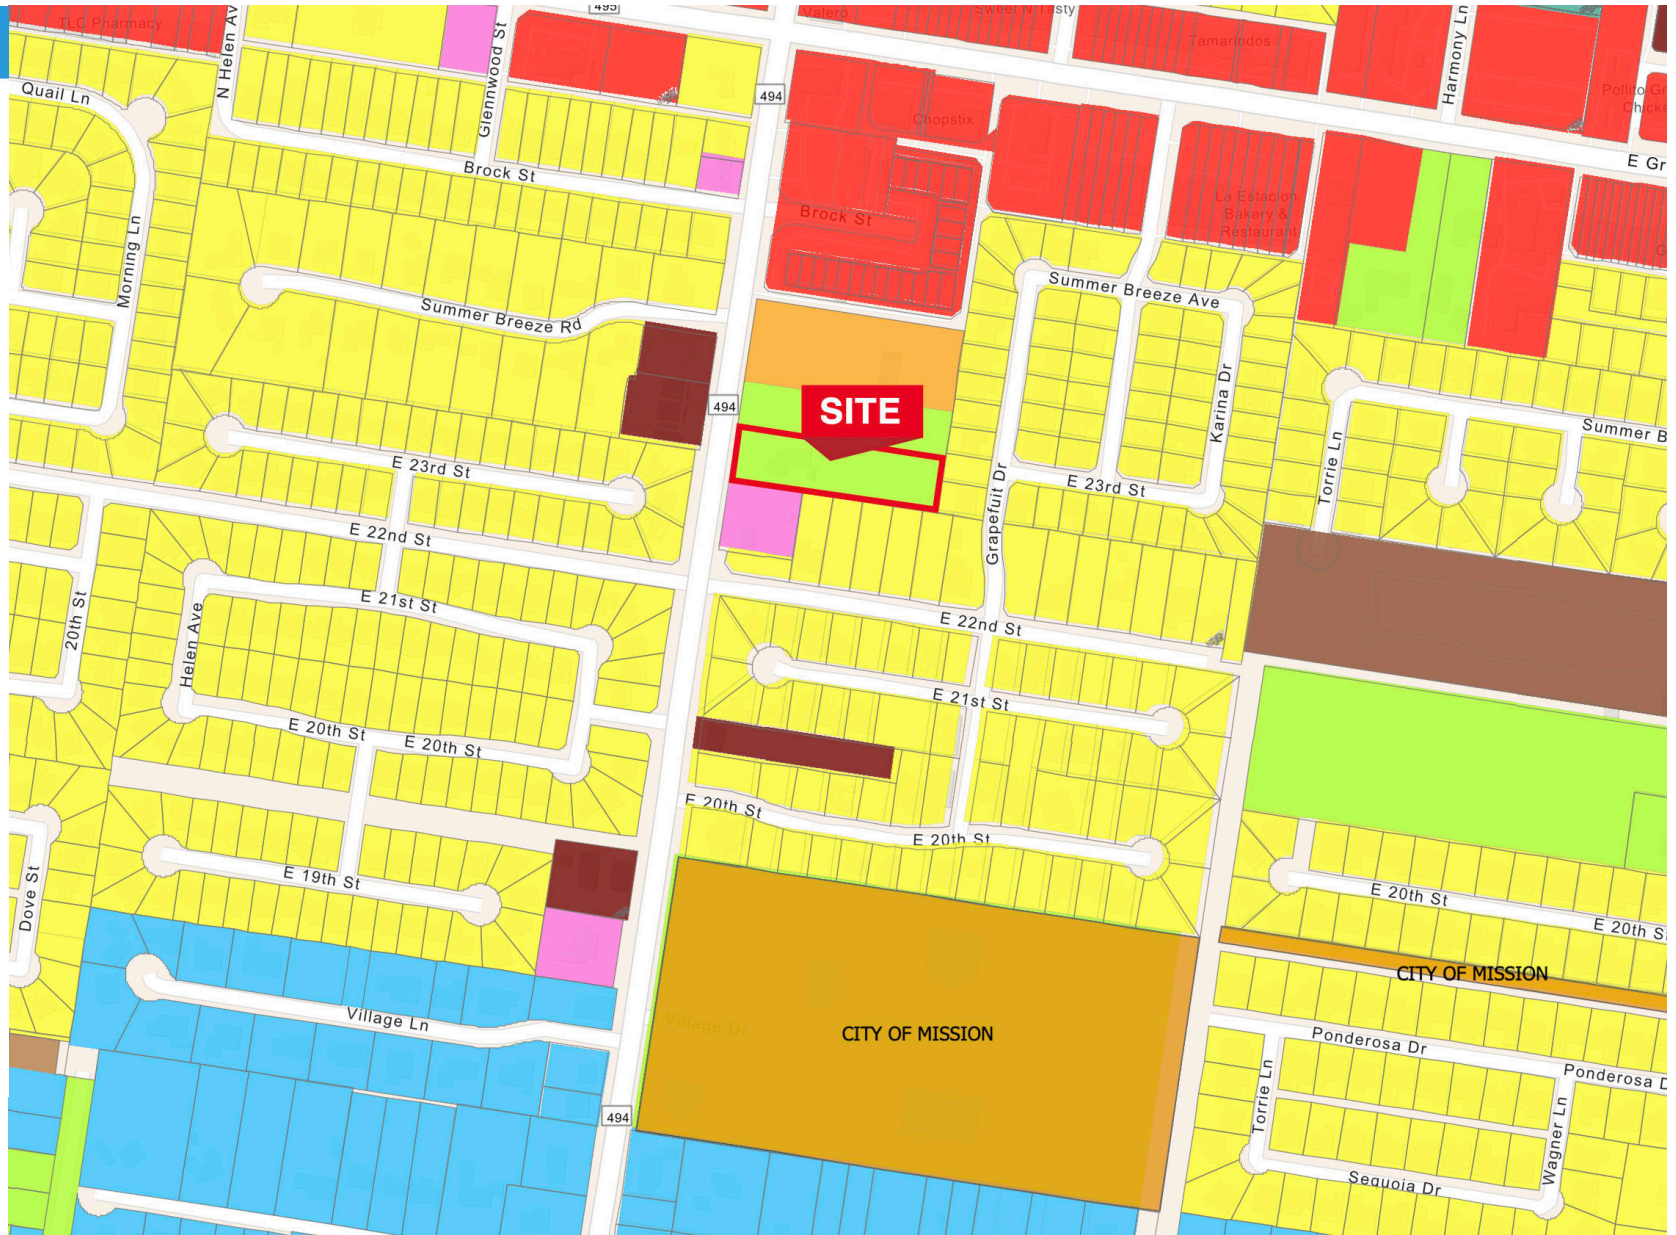 TLC Pharmacy
495
Valero
Sweet N Tasty
Tamarindos
Harmony Ln
N Helen Av
Glennwood St
Quail Ln
494
Chopstix
Pollito Gr
Chicke
Brock St
E Gr
La Estacion
Bakery &
Restaurant
Brock St
Morning Ln
Summer Breeze Rd
Summer Breeze Ave
494
SITE
Karina Dr
Torrie Ln
Summer B
E 23rd St
Grapefuit Dr
E 23rd St
E 22nd St
E 21st St
20th St
Helen Ave
E 22nd St
E 21st St
E 20th St
E 20th St
E 20th St
E 20th St
E 19th St
Dove St
E 20th St
E 20th St
CITY OF MISSION
Village Ln
Village Dr
CITY OF MISSION
Ponderosa Dr
Ponderosa D
Torrie Ln
Wagner Ln
494
Sequoia Dr